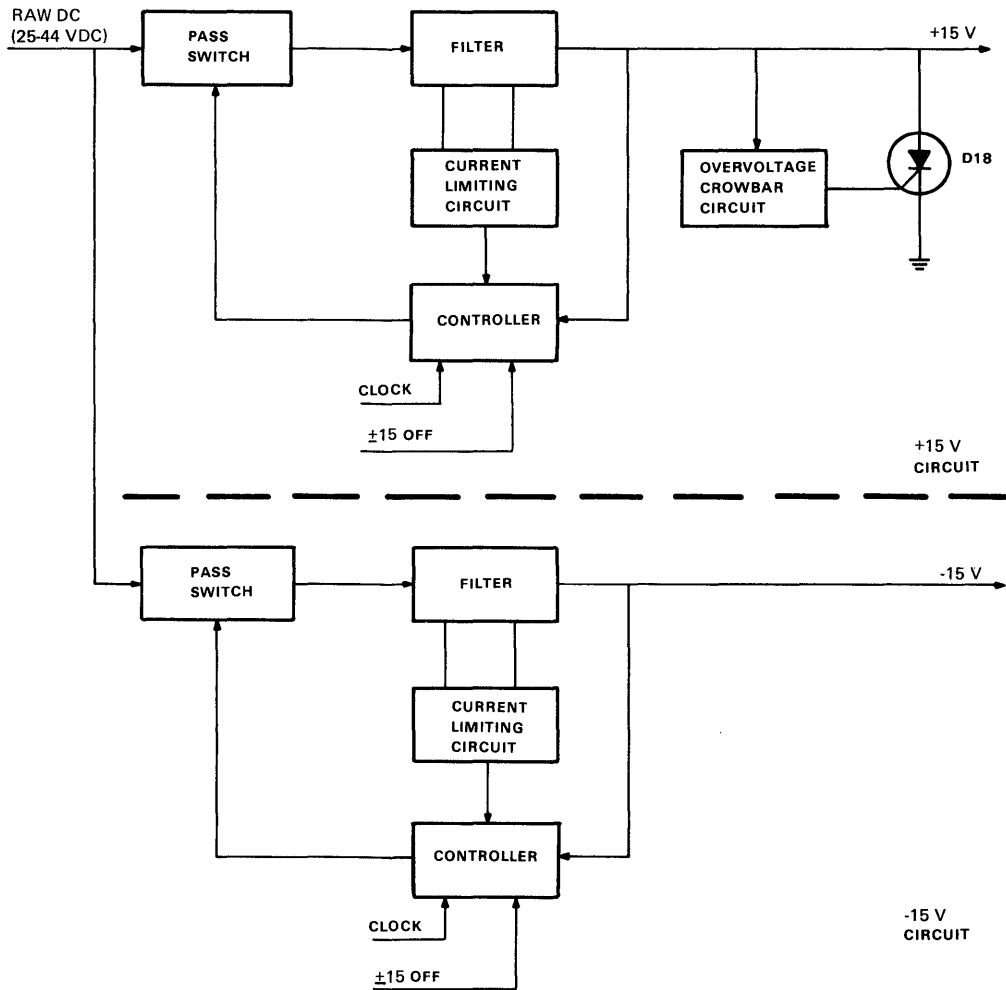 RAW DC
(25-44 VDC)
PASS
SWITCH
FILTER
+15 V
CURRENT
LIMITING
CIRCUIT
OVERVOLTAGE
CROWBAR
CIRCUIT
D18
CONTROLLER
CLOCK
±15 OFF
+15 V
CIRCUIT
PASS
SWITCH
FILTER
-15 V
CURRENT
LIMITING
CIRCUIT
CONTROLLER
CLOCK
±15 OFF
-15 V
CIRCUIT